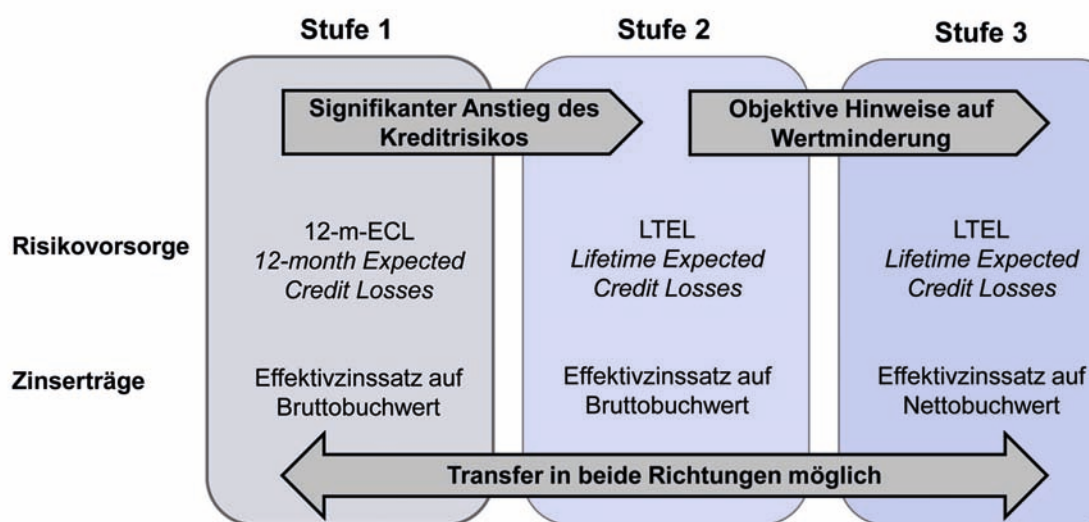 Stufe 1
Stufe 2
Stufe 3
Signifikanter Anstieg des
Kreditrisikos
Objektive Hinweise auf
Wertminderung
Risikovorsorge
12-m-ECL
12-month Expected
Credit Losses
LTEL
Lifetime Expected
Credit Losses
LTEL
Lifetime Expected
Credit Losses
Zinserträge
Effektivzinssatz auf
Bruttobuchwert
Effektivzinssatz auf
Bruttobuchwert
Effektivzinssatz auf
Nettobuchwert
Transfer in beide Richtungen möglich